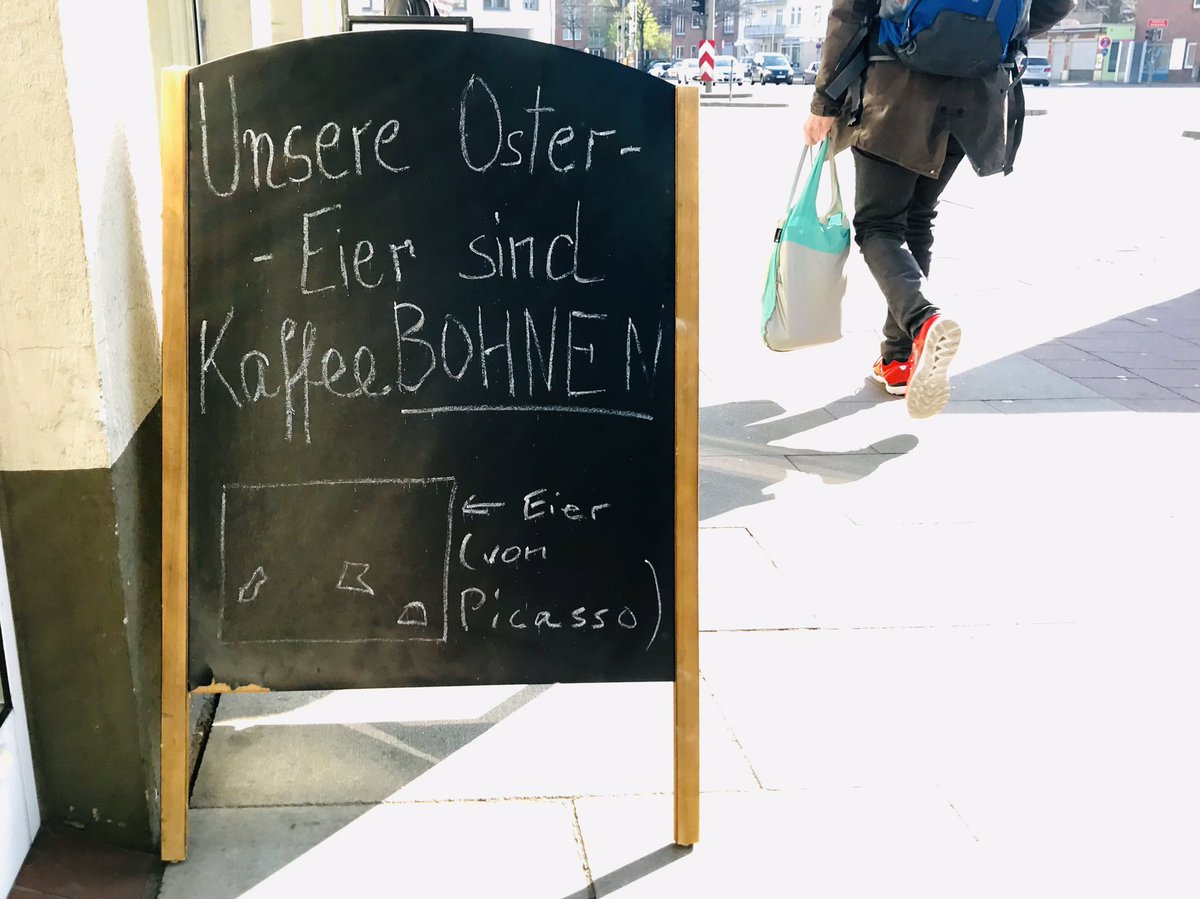 Unsere Oster-
- Eier sind
KaffeeBOHNEN
← Eier
(von
Picasso)